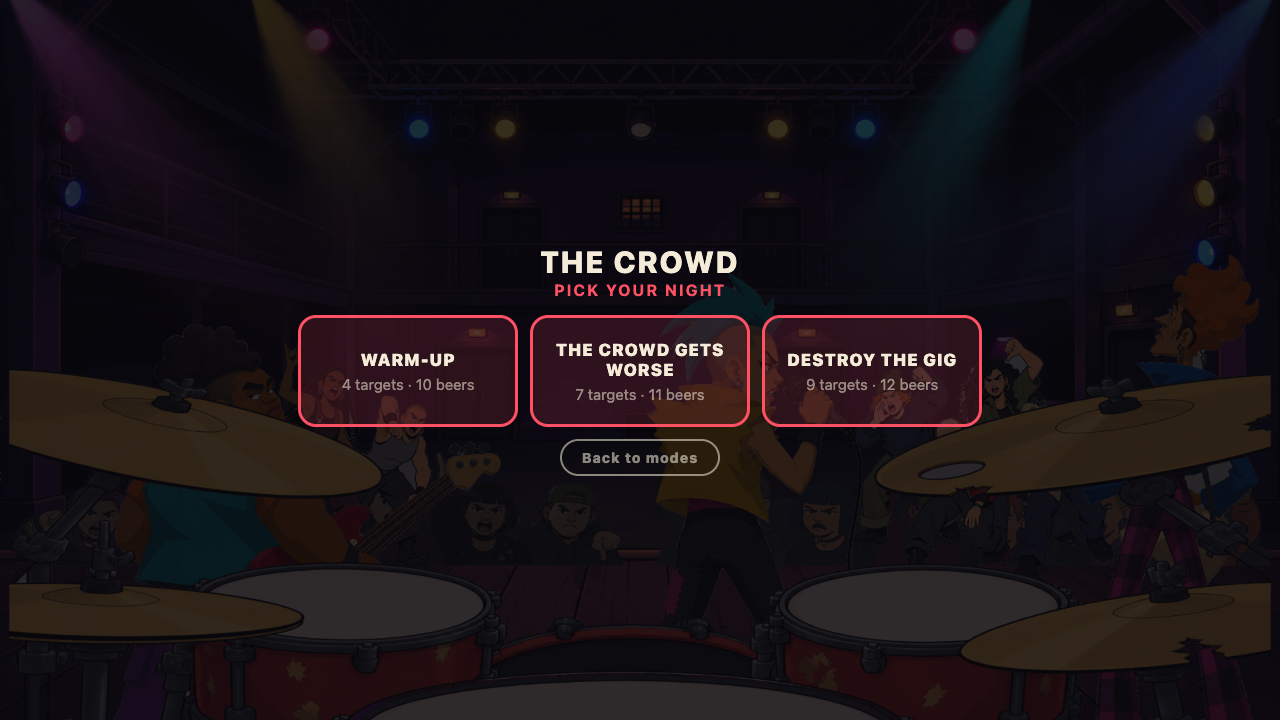 THE CROWD
PICK YOUR NIGHT
WARM-UP
4 targets · 10 beers
THE CROWD GETS
WORSE
7 targets · 11 beers
DESTROY THE GIG
9 targets · 12 beers
Back to modes